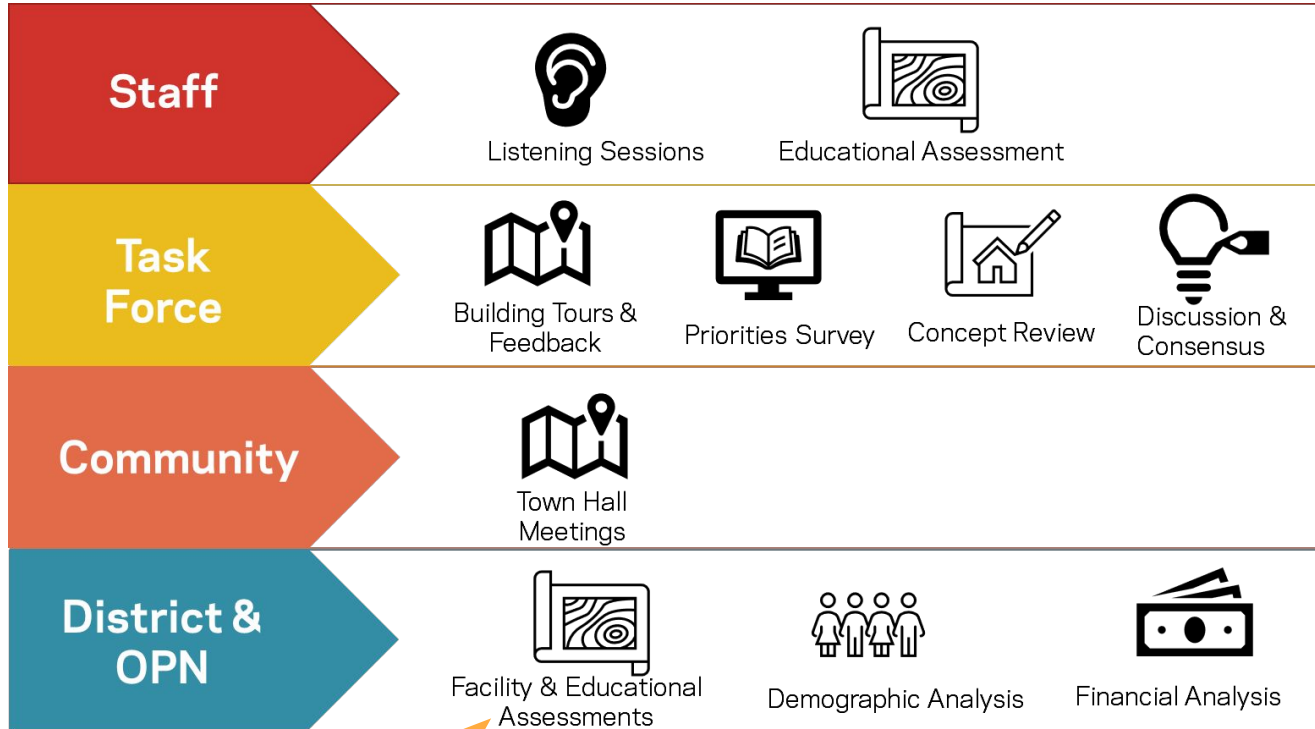 Staff
Listening Sessions
Educational Assessment
Task
Force
Building Tours &
Feedback
Priorities Survey
Concept Review
Discussion &
Consensus
Community
Town Hall
Meetings
District &
OPN
Facility & Educational
Assessments
Demographic Analysis
Financial Analysis